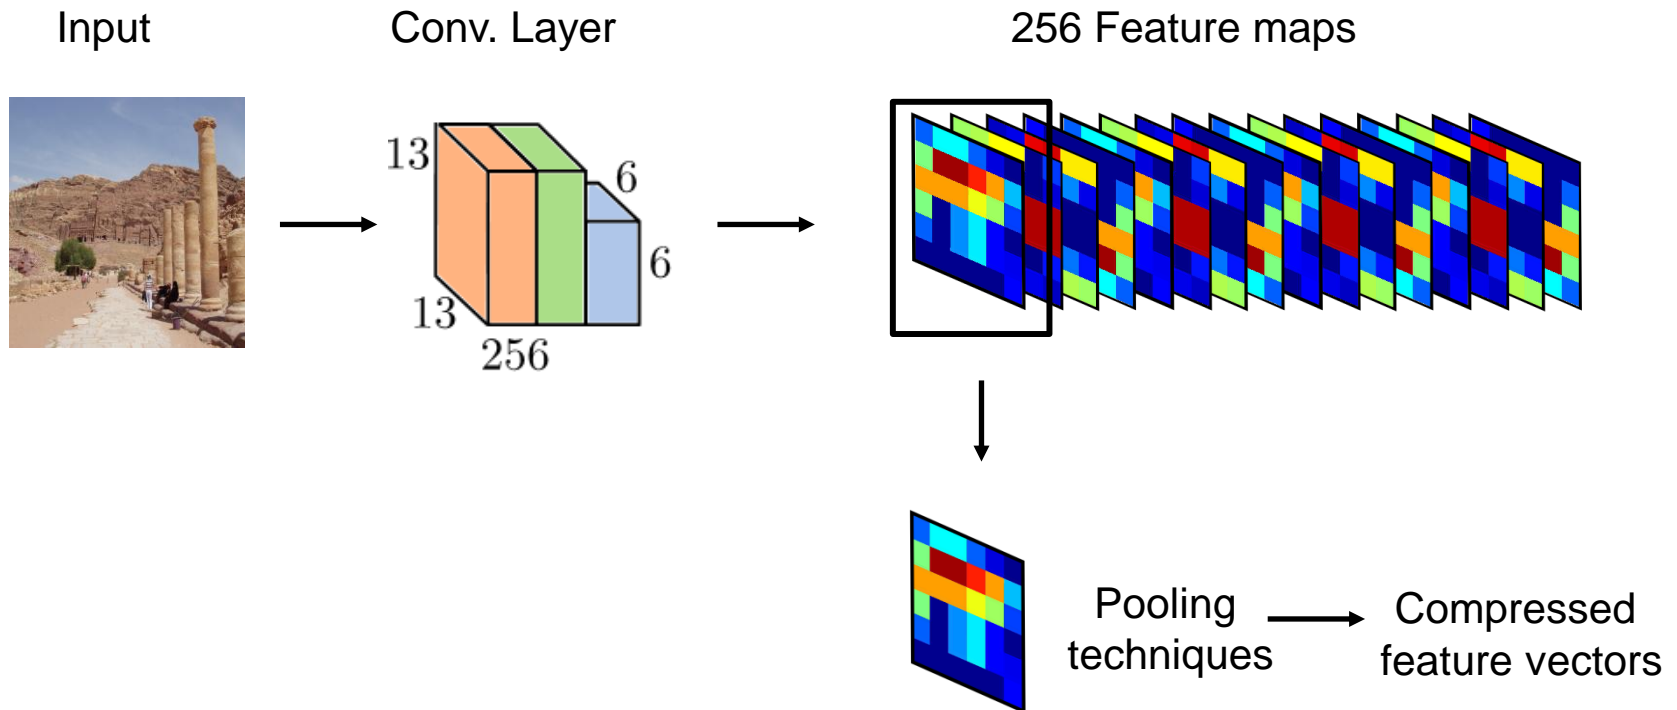 Input
Conv. Layer
256 Feature maps
13
6
6
13
256
Pooling
techniques
Compressed
feature vectors